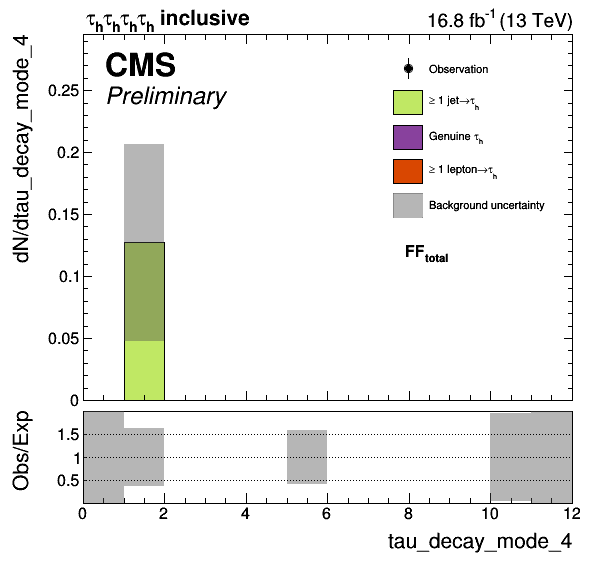 τhτhτhτh inclusive
16.8 fb-1 (13 TeV)
CMS
Preliminary
Observation
≥ 1 jet→τh
Genuine τh
≥ 1 lepton→τh
Background uncertainty
FFtotal
dN/dtau_decay_mode_4
0.25
0.2
0.15
0.1
0.05
0
Obs/Exp
1.5
1
0.5
0 2 4 6 8 10 12
tau_decay_mode_4